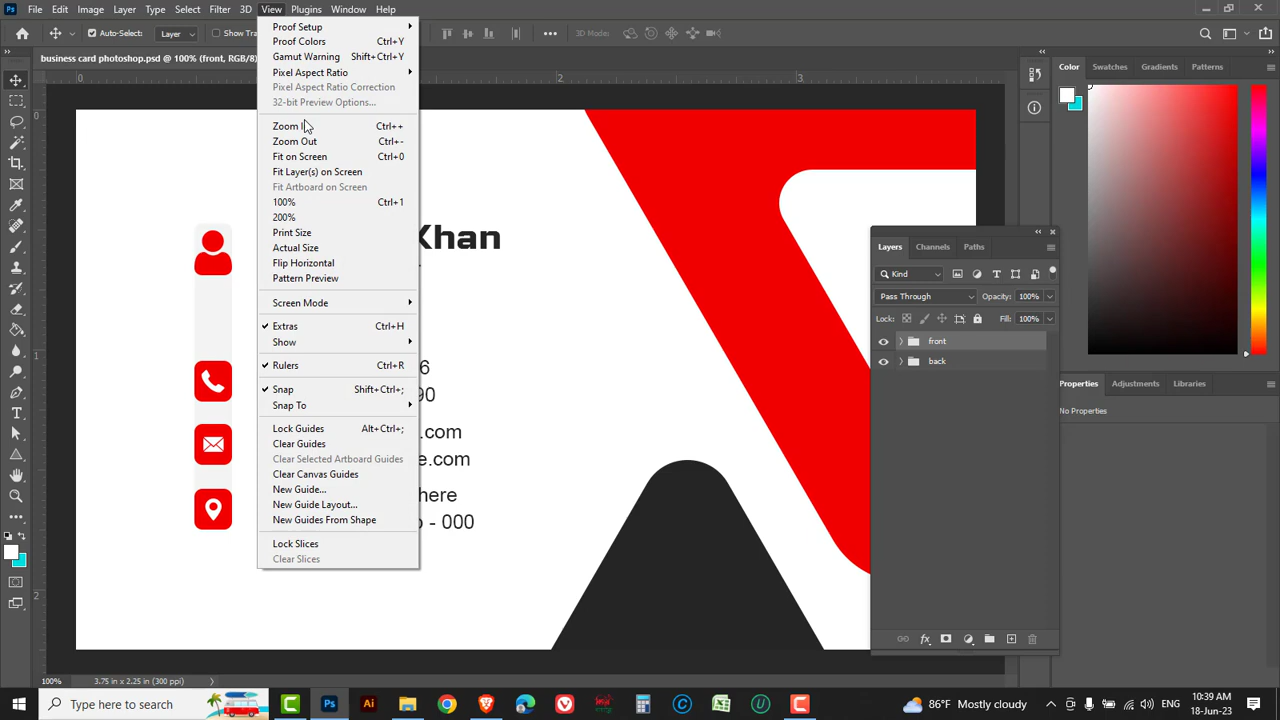 File Edit Image Layer Type Select Filter 3D View Plugins Window Help
Auto-Select: Layer Show Tra 3D Mode:
business card photoshop.psd @ 100% (front, RGB/8)
Proof Setup
Proof Colors Ctrl+Y
Gamut Warning Shift+Ctrl+Y
Pixel Aspect Ratio
Pixel Aspect Ratio Correction
32-bit Preview Options...
Zoom I Ctrl++
Zoom Out Ctrl+-
Fit on Screen Ctrl+0
Fit Layer(s) on Screen
Fit Artboard on Screen
100% Ctrl+1
200%
Print Size
Actual Size
Flip Horizontal
Pattern Preview
Screen Mode
Extras Ctrl+H
Show
Rulers Ctrl+R
Snap Shift+Ctrl+;
Snap To
Lock Guides Alt+Ctrl+;
Clear Guides
Clear Selected Artboard Guides
Clear Canvas Guides
New Guide...
New Guide Layout...
New Guides From Shape
Lock Slices
Clear Slices
0 2 3
1
2
Khan
6
90
.com
e.com
here
o - 000
Layers Channels Paths
Kind
Pass Through Opacity: 100%
Lock: Fill: 100%
front
back
Color Swatches Gradients Patterns
Properties Adjustments Libraries
No Properties
100% 3.75 in x 2.25 in (300 ppi)
Type here to search
86°F Mostly cloudy ENG
10:39 AM
18-Jun-23